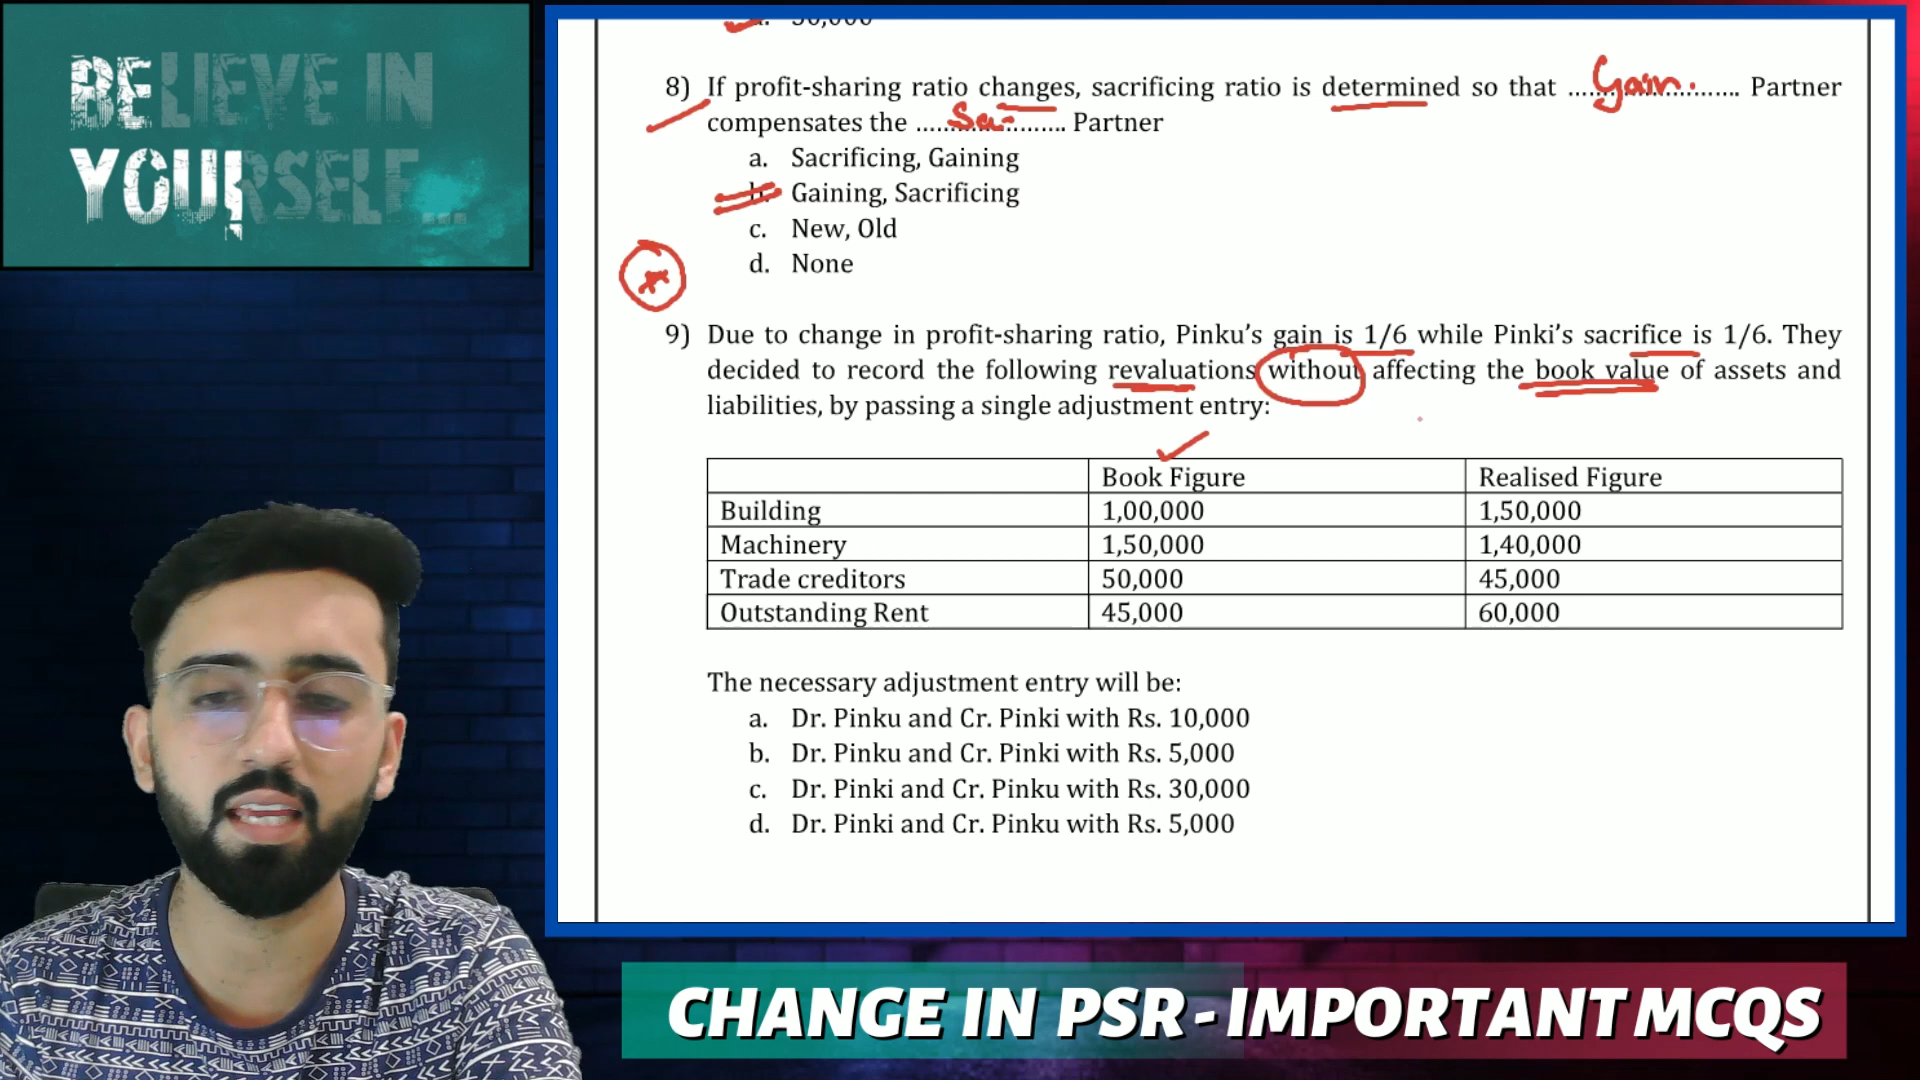 BELIEVE IN
YOURSELF...
8) If profit-sharing ratio changes, sacrificing ratio is determined so that ........Gain......... Partner
compensates the .....Sa-........ Partner
a. Sacrificing, Gaining
b. Gaining, Sacrificing
c. New, Old
d. None
9) Due to change in profit-sharing ratio, Pinku’s gain is 1/6 while Pinki’s sacrifice is 1/6. They
decided to record the following revaluations without affecting the book value of assets and
liabilities, by passing a single adjustment entry:
Book Figure Realised Figure
Building 1,00,000 1,50,000
Machinery 1,50,000 1,40,000
Trade creditors 50,000 45,000
Outstanding Rent 45,000 60,000
The necessary adjustment entry will be:
a. Dr. Pinku and Cr. Pinki with Rs. 10,000
b. Dr. Pinku and Cr. Pinki with Rs. 5,000
c. Dr. Pinki and Cr. Pinku with Rs. 30,000
d. Dr. Pinki and Cr. Pinku with Rs. 5,000
CHANGE IN PSR - IMPORTANT MCQS